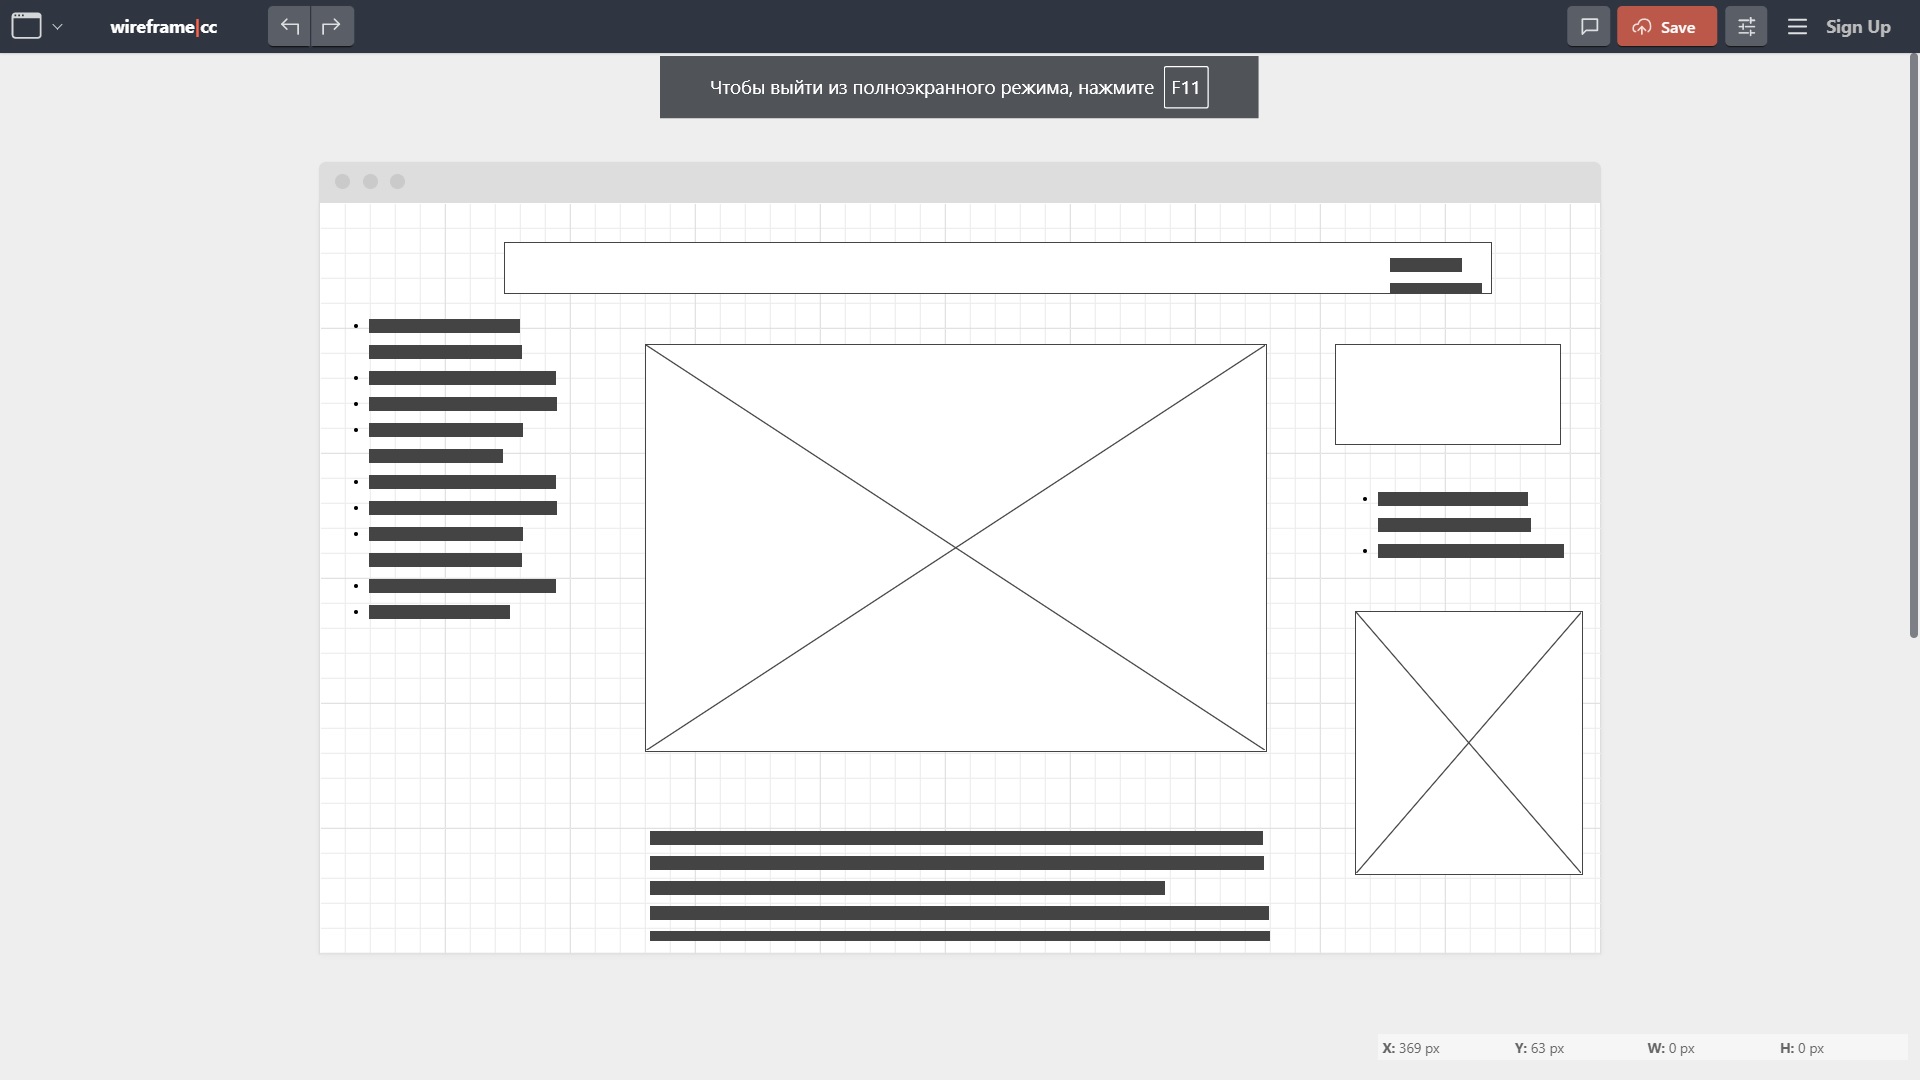 wireframe|cc
Save
Sign Up
Чтобы выйти из полноэкранного режима, нажмите F11
X: 369 px Y: 63 px W: 0 px H: 0 px